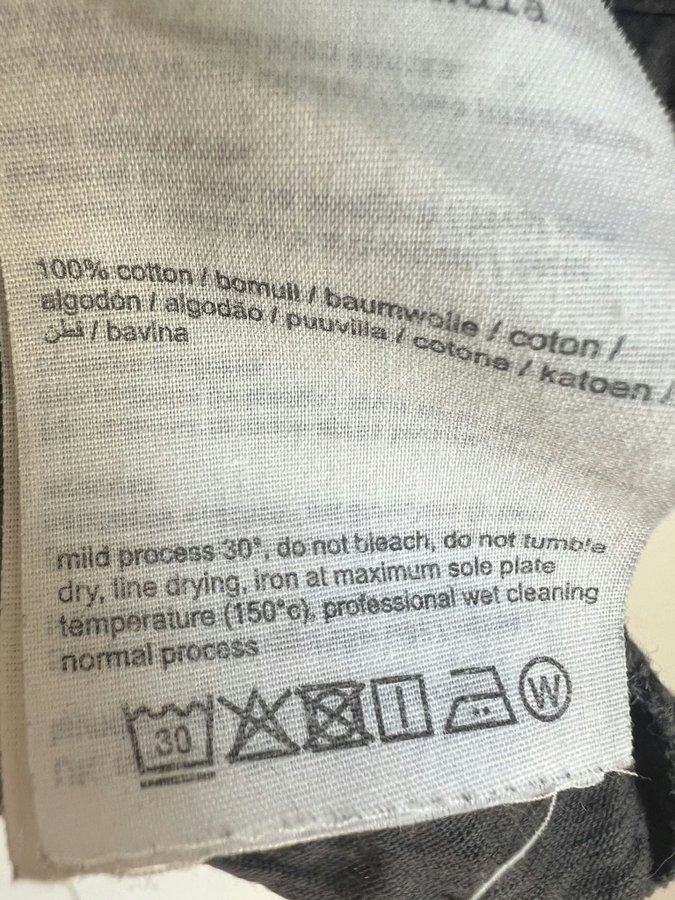 100% cotton / bomull / baumwolle / coton /
algodón / algodão / puuvilla / cotone / katoen /
قطن / bavlna
mild process 30°, do not bleach, do not tumble
dry, line drying, iron at maximum sole plate
temperature (150°c), professional wet cleaning
normal process
30 W